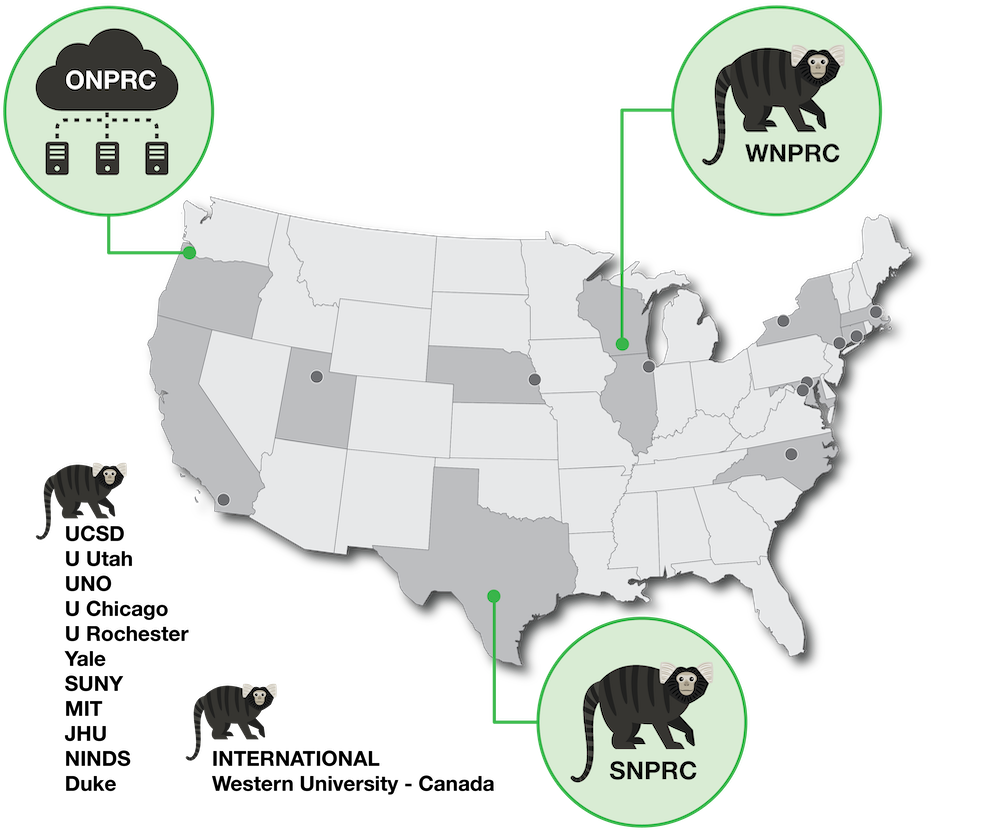 ONPRC
WNPRC
UCSD
U Utah
UNO
U Chicago
U Rochester
Yale
SUNY
MIT
JHU
NINDS
Duke
INTERNATIONAL
Western University - Canada
SNPRC